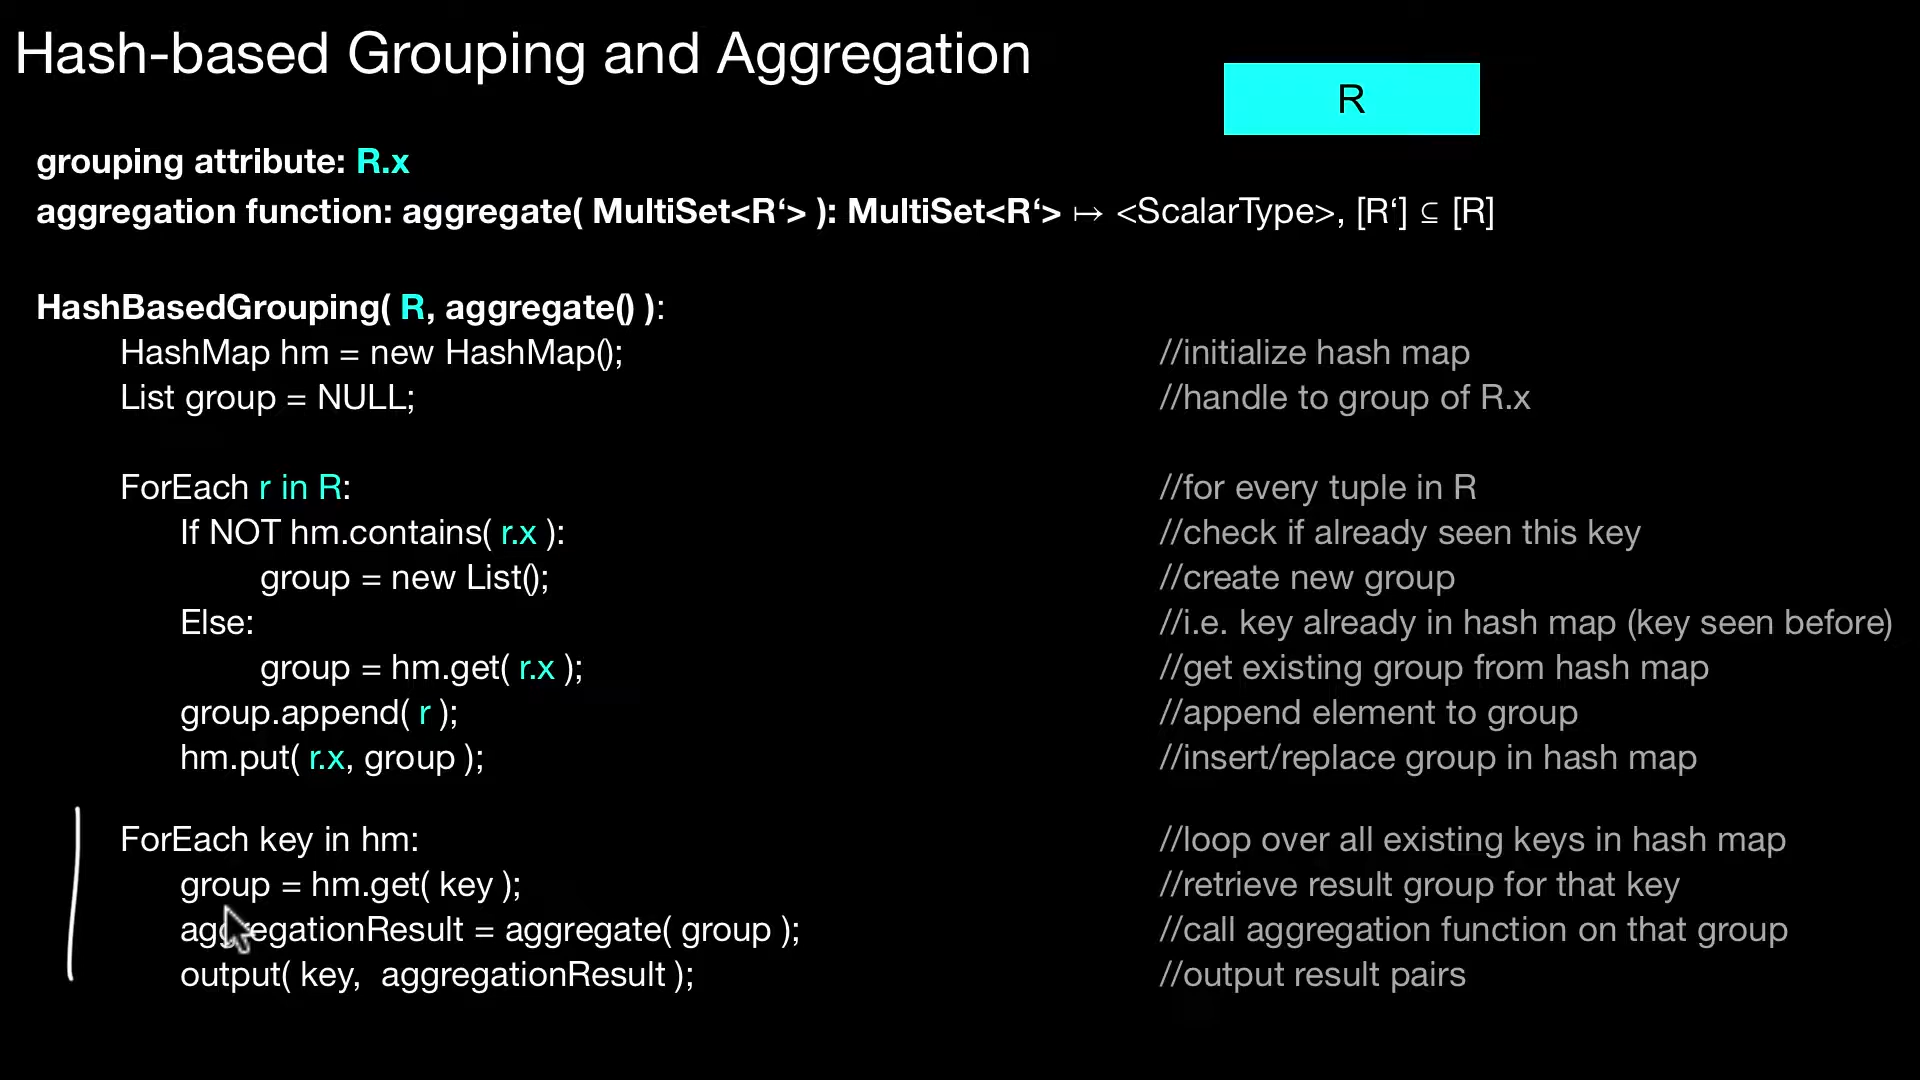 Hash-based Grouping and Aggregation
R
grouping attribute: R.x
aggregation function: aggregate( MultiSet<R‘> ): MultiSet<R‘> ↦ <ScalarType>, [R‘] ⊆ [R]
HashBasedGrouping( R, aggregate() ):
HashMap hm = new HashMap(); //initialize hash map
List group = NULL; //handle to group of R.x
ForEach r in R: //for every tuple in R
If NOT hm.contains( r.x ): //check if already seen this key
group = new List(); //create new group
Else: //i.e. key already in hash map (key seen before)
group = hm.get( r.x ); //get existing group from hash map
group.append( r ); //append element to group
hm.put( r.x, group ); //insert/replace group in hash map
ForEach key in hm: //loop over all existing keys in hash map
group = hm.get( key ); //retrieve result group for that key
aggregationResult = aggregate( group ); //call aggregation function on that group
output( key, aggregationResult ); //output result pairs